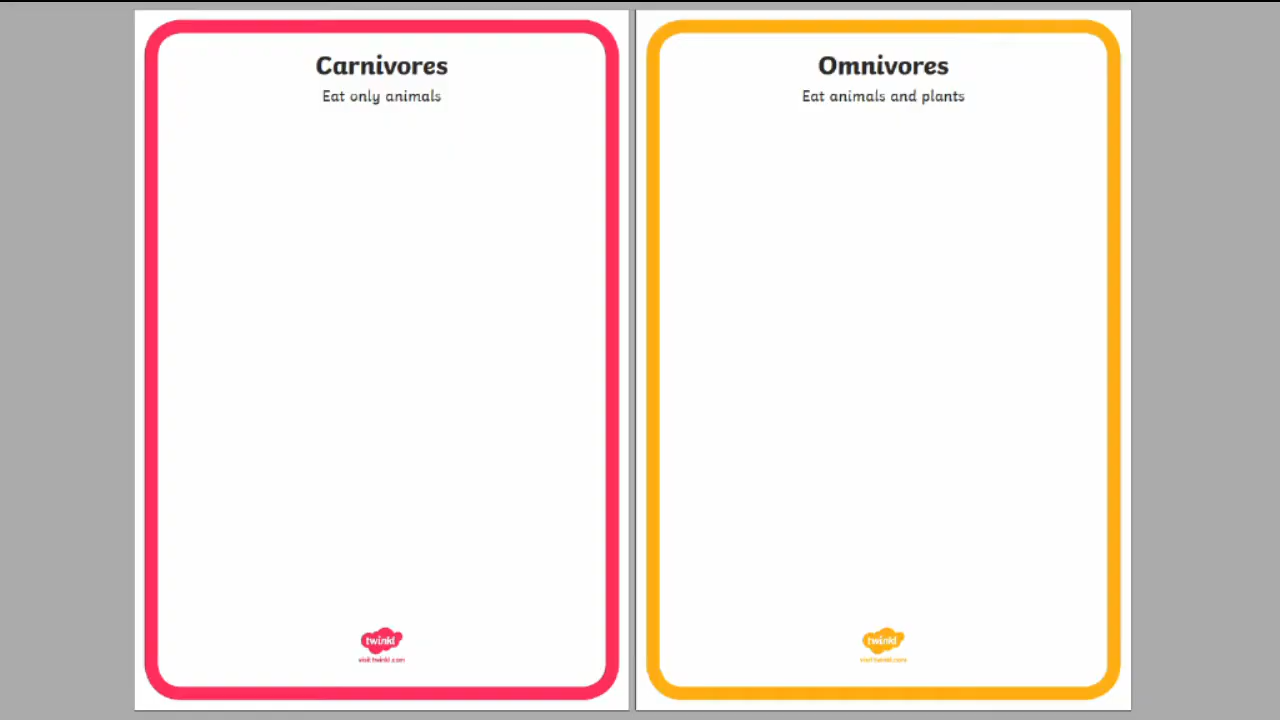 Carnivores
Eat only animals
twinkl
visit twinkl.com
Omnivores
Eat animals and plants
twinkl
visit twinkl.com